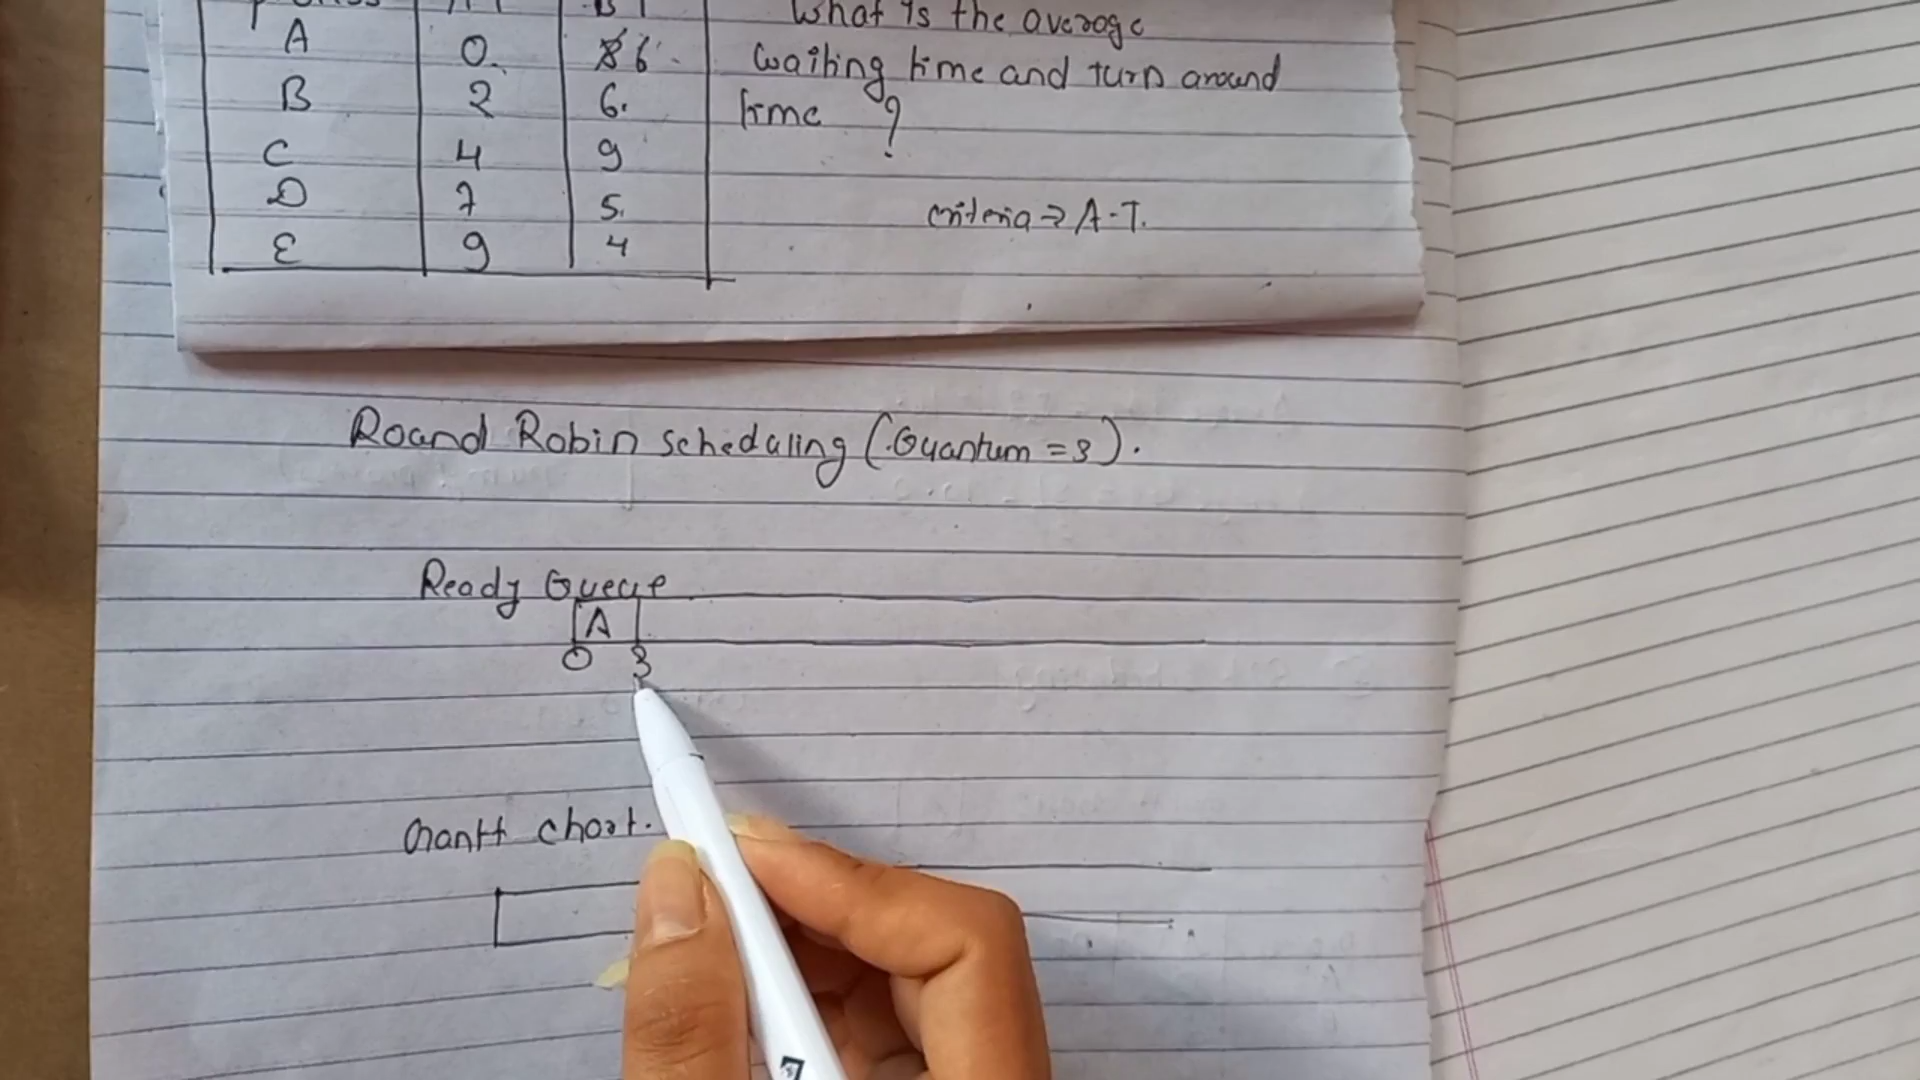 What is the average
A 0. 6 waiting time and turn around
B 2 6. time ?
C 4 9
D 7 5. criteria → A-T.
E 9 4
Round Robin scheduling (Quantum = 3).
Ready Queue
A
0 3
Gantt chart.